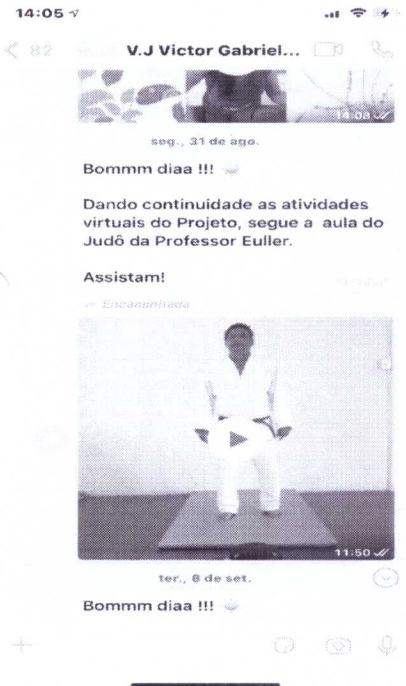 14:05
82
V.J Victor Gabriel...
14:08
seg., 31 de ago.
Bommm diaa !!!
Dando continuidade as atividades
virtuais do Projeto, segue a aula do
Judô da Professor Euller.
Assistam!
Encaminhada
11:50
ter., 8 de set.
Bommm diaa !!!